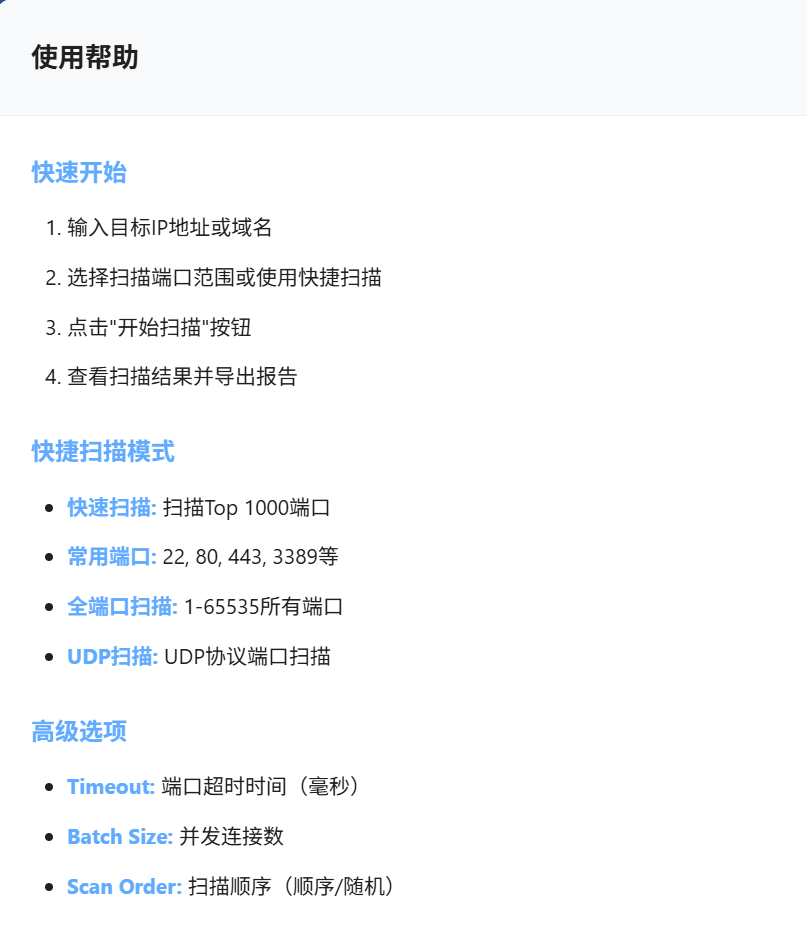 使用帮助
快速开始
1. 输入目标IP地址或域名
2. 选择扫描端口范围或使用快捷扫描
3. 点击"开始扫描"按钮
4. 查看扫描结果并导出报告
快捷扫描模式
• 快速扫描: 扫描Top 1000端口
• 常用端口: 22, 80, 443, 3389等
• 全端口扫描: 1-65535所有端口
• UDP扫描: UDP协议端口扫描
高级选项
• Timeout: 端口超时时间（毫秒）
• Batch Size: 并发连接数
• Scan Order: 扫描顺序（顺序/随机）